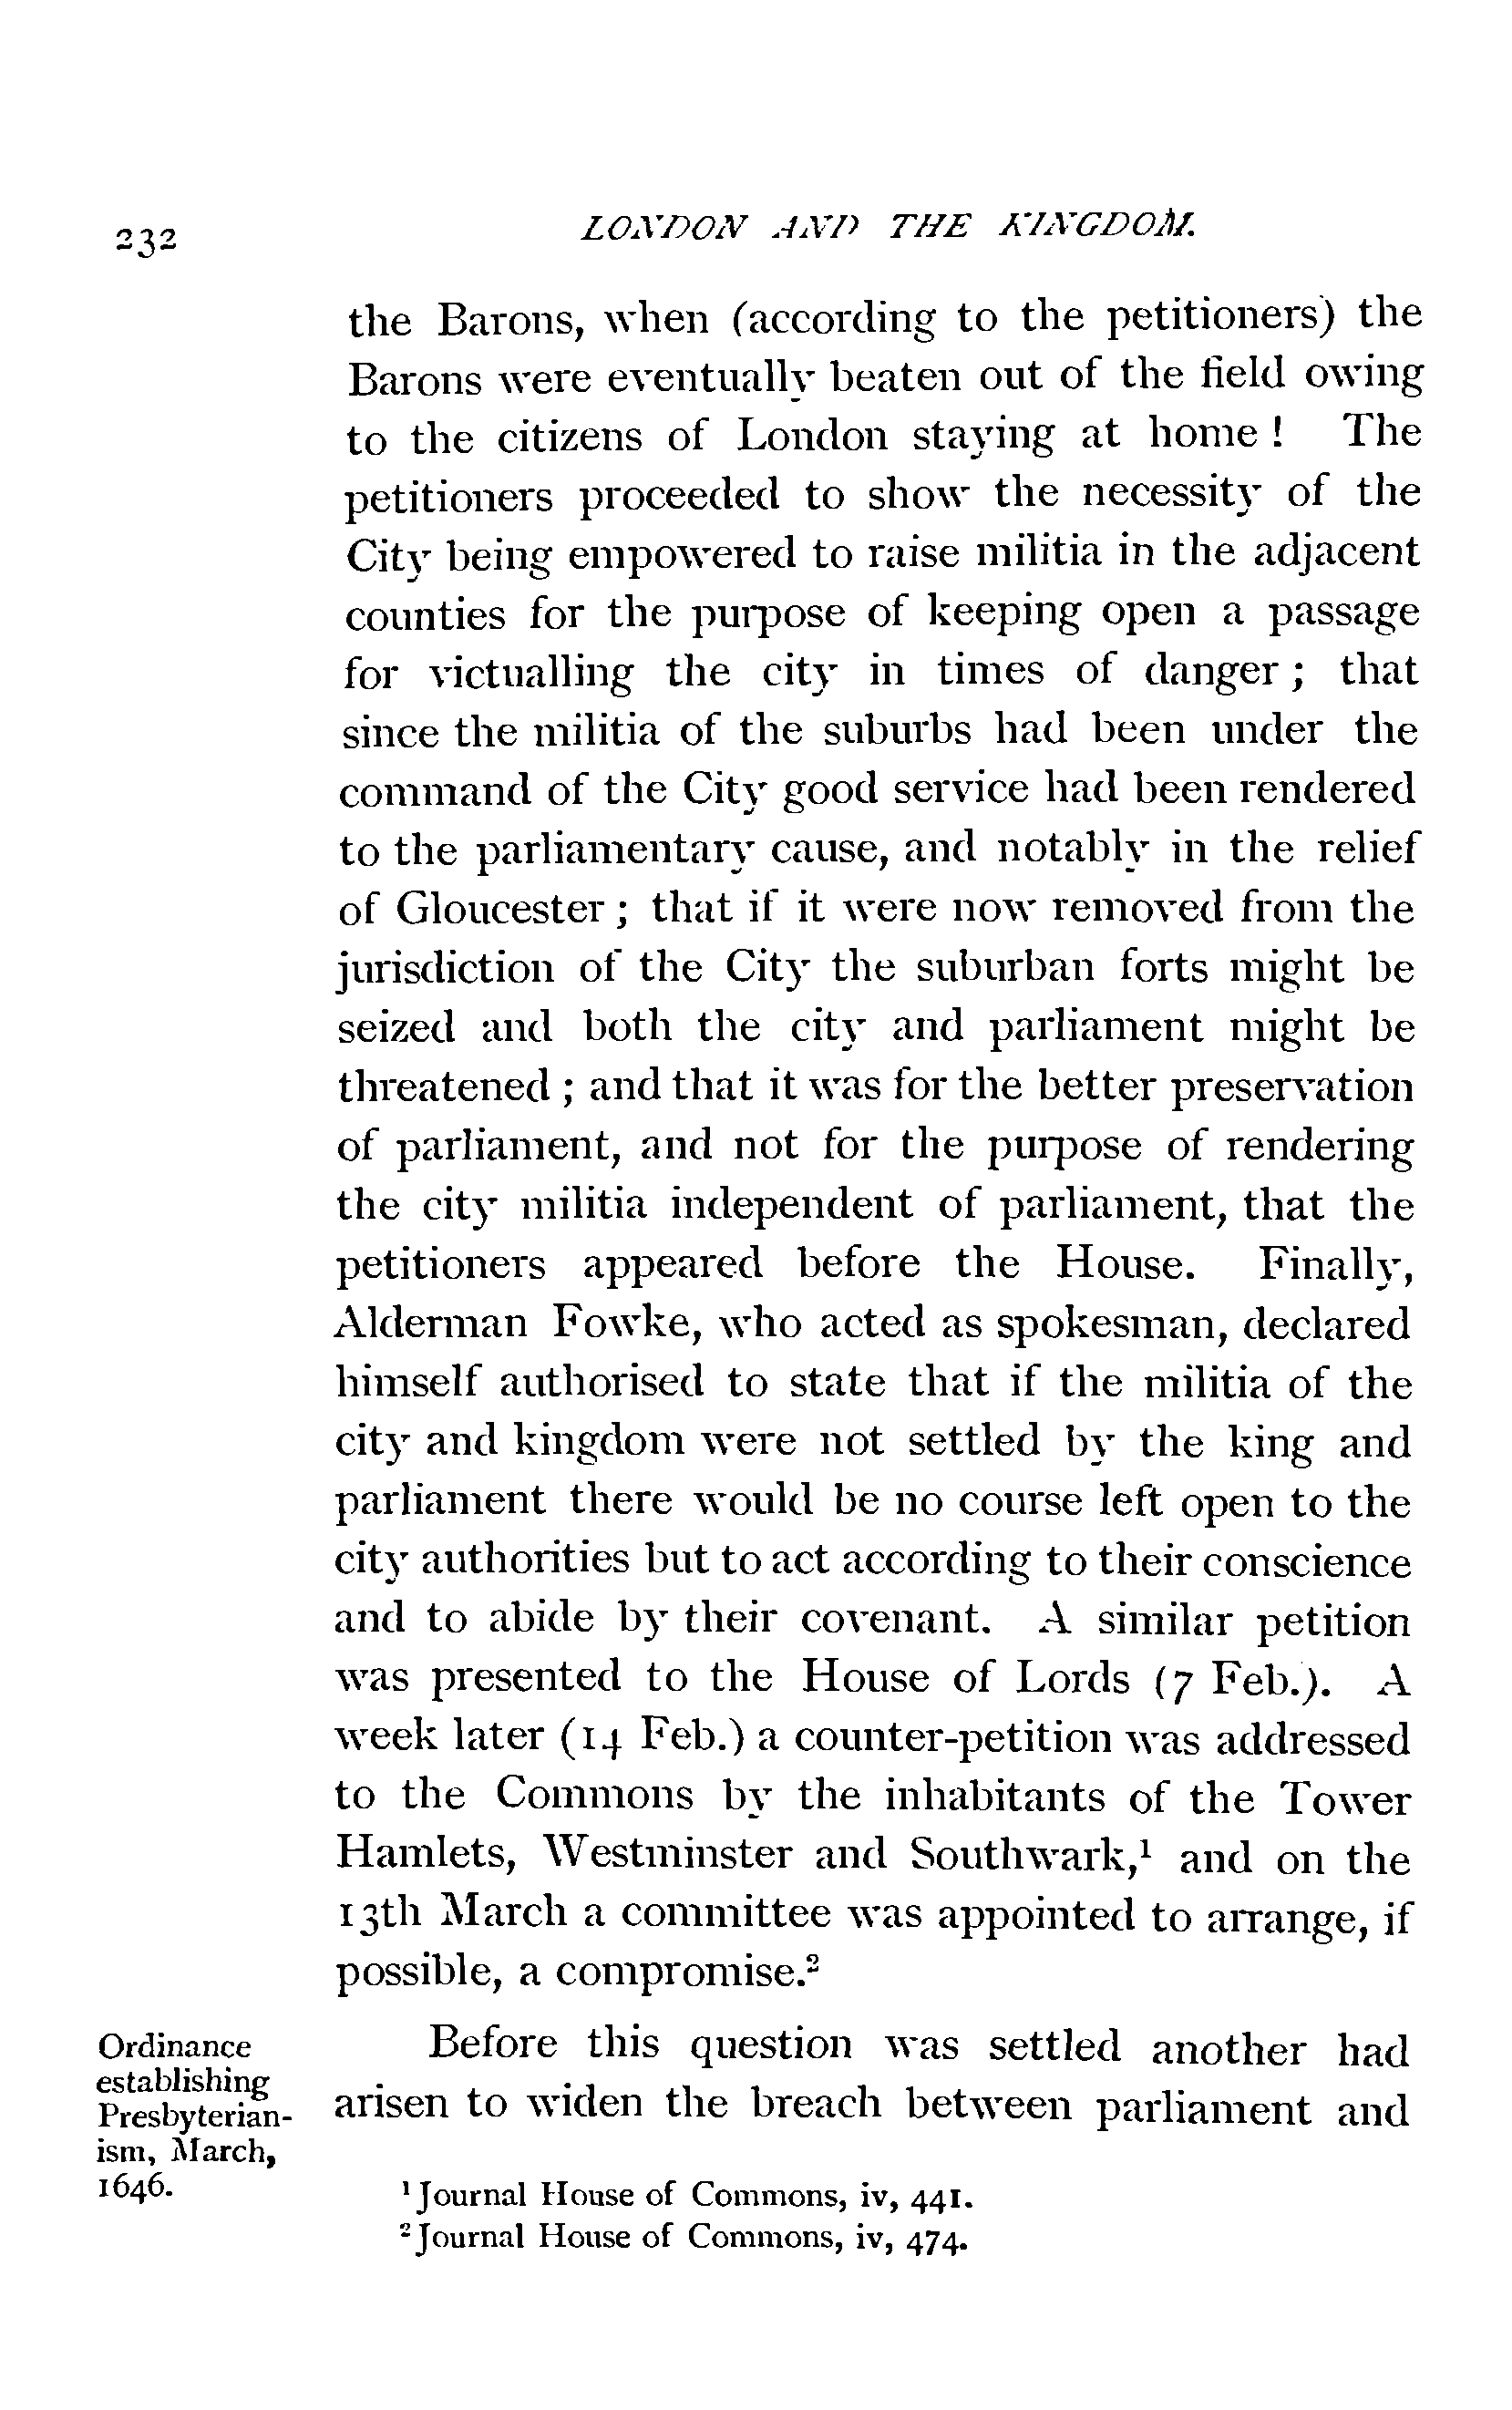 232
LONDON AND THE KINGDOM.
the Barons, when (according to the petitioners) the
Barons were eventually beaten out of the field owing
to the citizens of London staying at home ! The
petitioners proceeded to show the necessity of the
City being empowered to raise militia in the adjacent
counties for the purpose of keeping open a passage
for victualling the city in times of danger ; that
since the militia of the suburbs had been under the
command of the City good service had been rendered
to the parliamentary cause, and notably in the relief
of Gloucester ; that if it were now removed from the
jurisdiction of the City the suburban forts might be
seized and both the city and parliament might be
threatened ; and that it was for the better preservation
of parliament, and not for the purpose of rendering
the city militia independent of parliament, that the
petitioners appeared before the House. Finally,
Alderman Fowke, who acted as spokesman, declared
himself authorised to state that if the militia of the
city and kingdom were not settled by the king and
parliament there would be no course left open to the
city authorities but to act according to their conscience
and to abide by their covenant. A similar petition
was presented to the House of Lords (7 Feb.). A
week later (14 Feb.) a counter-petition was addressed
to the Commons by the inhabitants of the Tower
Hamlets, Westminster and Southwark,¹ and on the
13th March a committee was appointed to arrange, if
possible, a compromise.²
Ordinance
establishing
Presbyterian-
ism, March,
1646.
Before this question was settled another had
arisen to widen the breach between parliament and
¹ Journal House of Commons, iv, 441.
² Journal House of Commons, iv, 474.